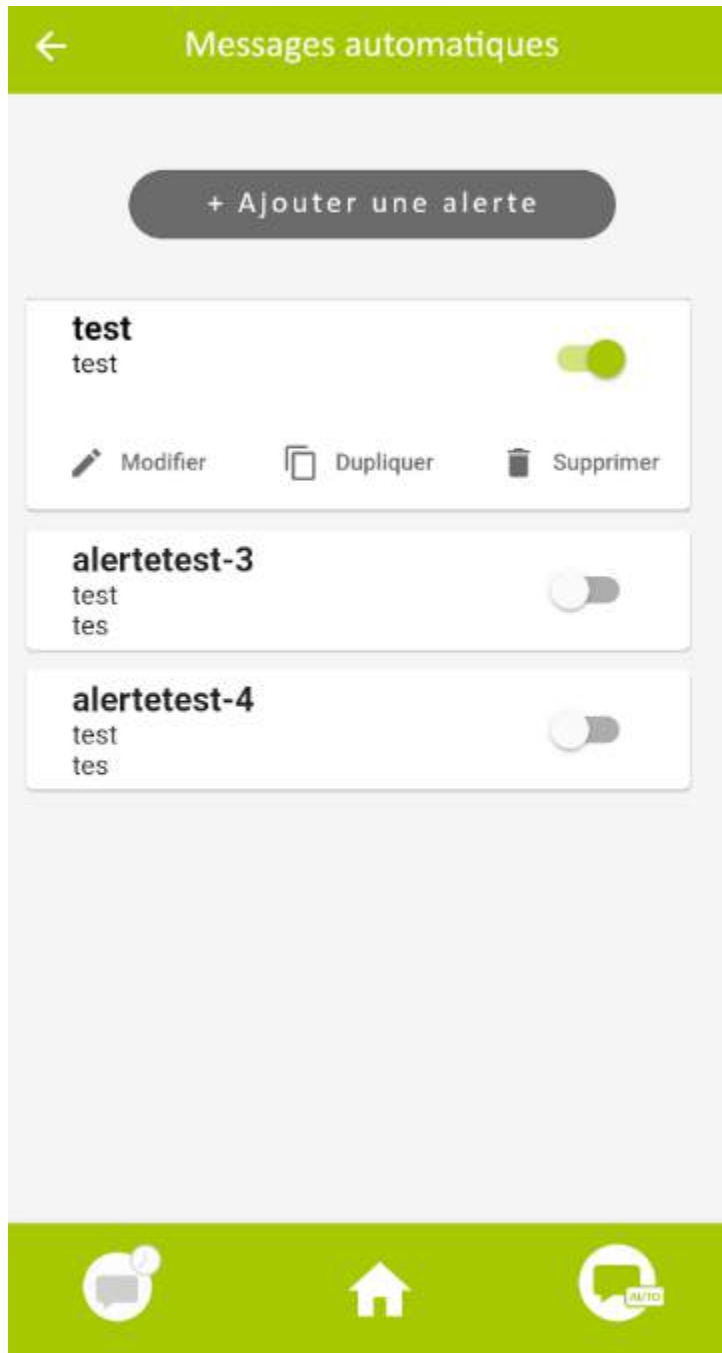 Messages automatiques
+ Ajouter une alerte
test
test
Modifier Dupliquer Supprimer
alertetest-3
test
tes
alertetest-4
test
tes
AUTO